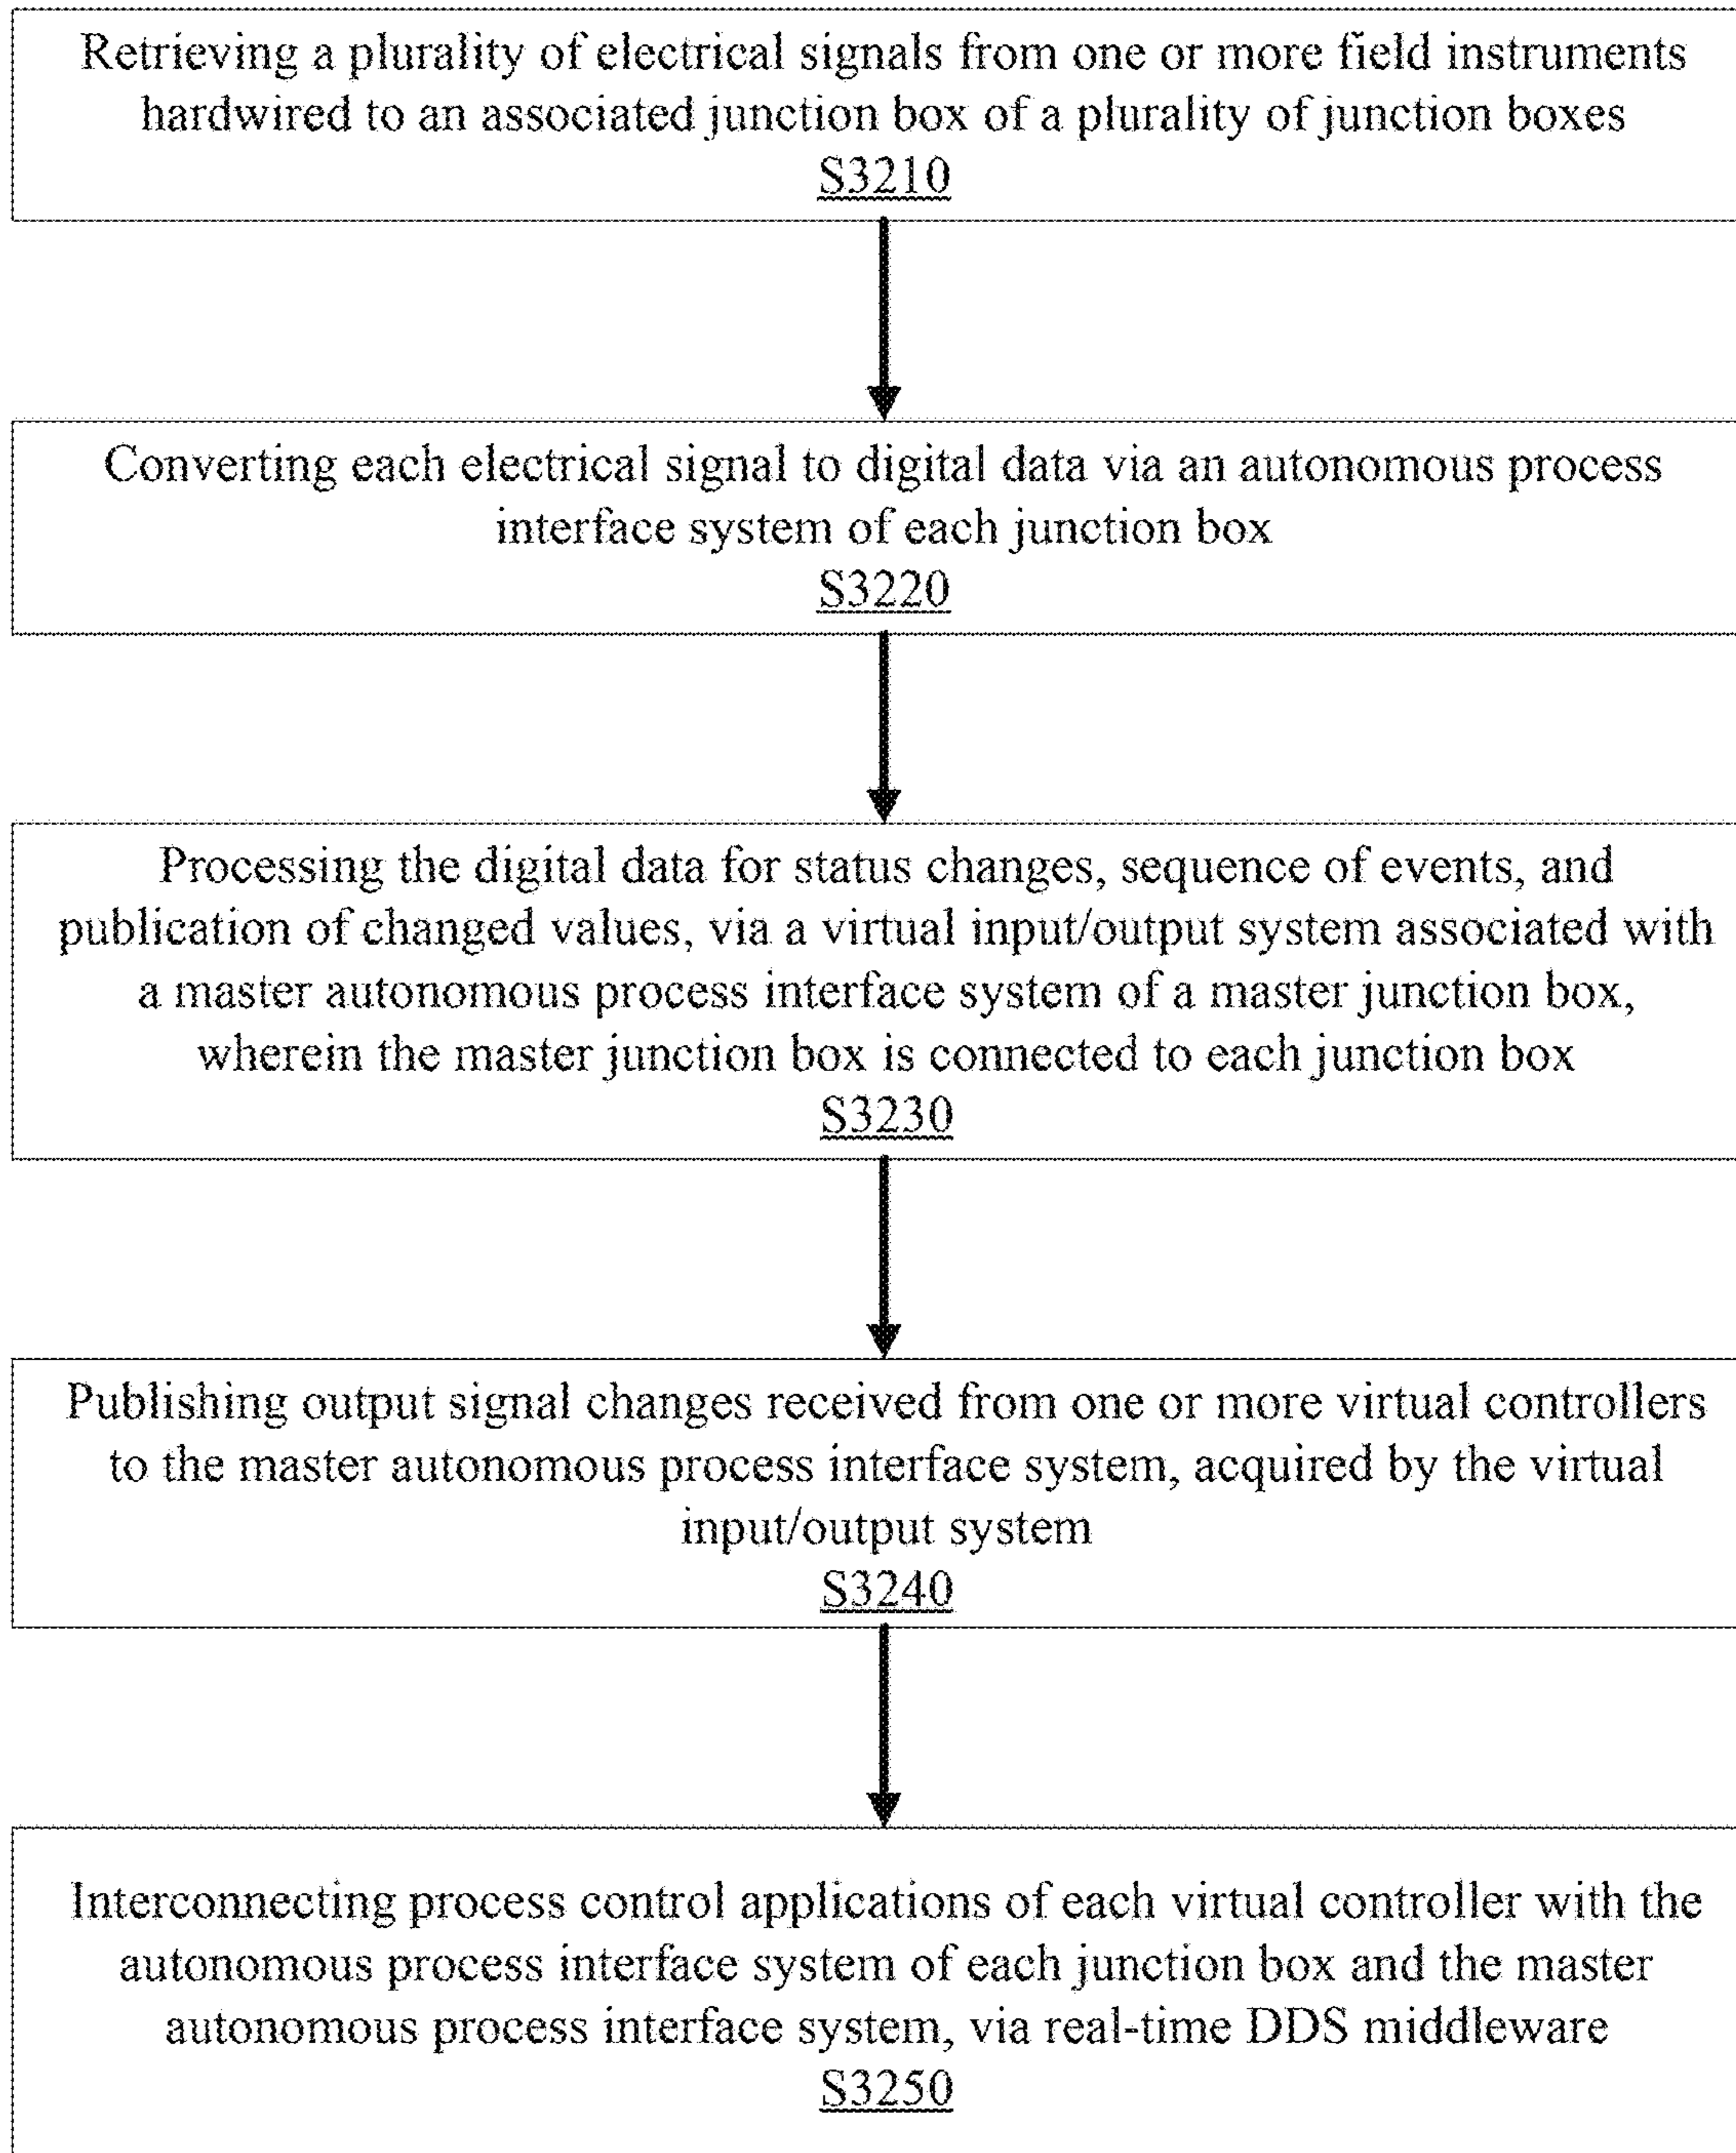 Retrieving a plurality of electrical signals from one or more field instruments
hardwired to an associated junction box of a plurality of junction boxes
S3210
Converting each electrical signal to digital data via an autonomous process
interface system of each junction box
S3220
Processing the digital data for status changes, sequence of events, and
publication of changed values, via a virtual input/output system associated with
a master autonomous process interface system of a master junction box,
wherein the master junction box is connected to each junction box
S3230
Publishing output signal changes received from one or more virtual controllers
to the master autonomous process interface system, acquired by the virtual
input/output system
S3240
Interconnecting process control applications of each virtual controller with the
autonomous process interface system of each junction box and the master
autonomous process interface system, via real-time DDS middleware
S3250